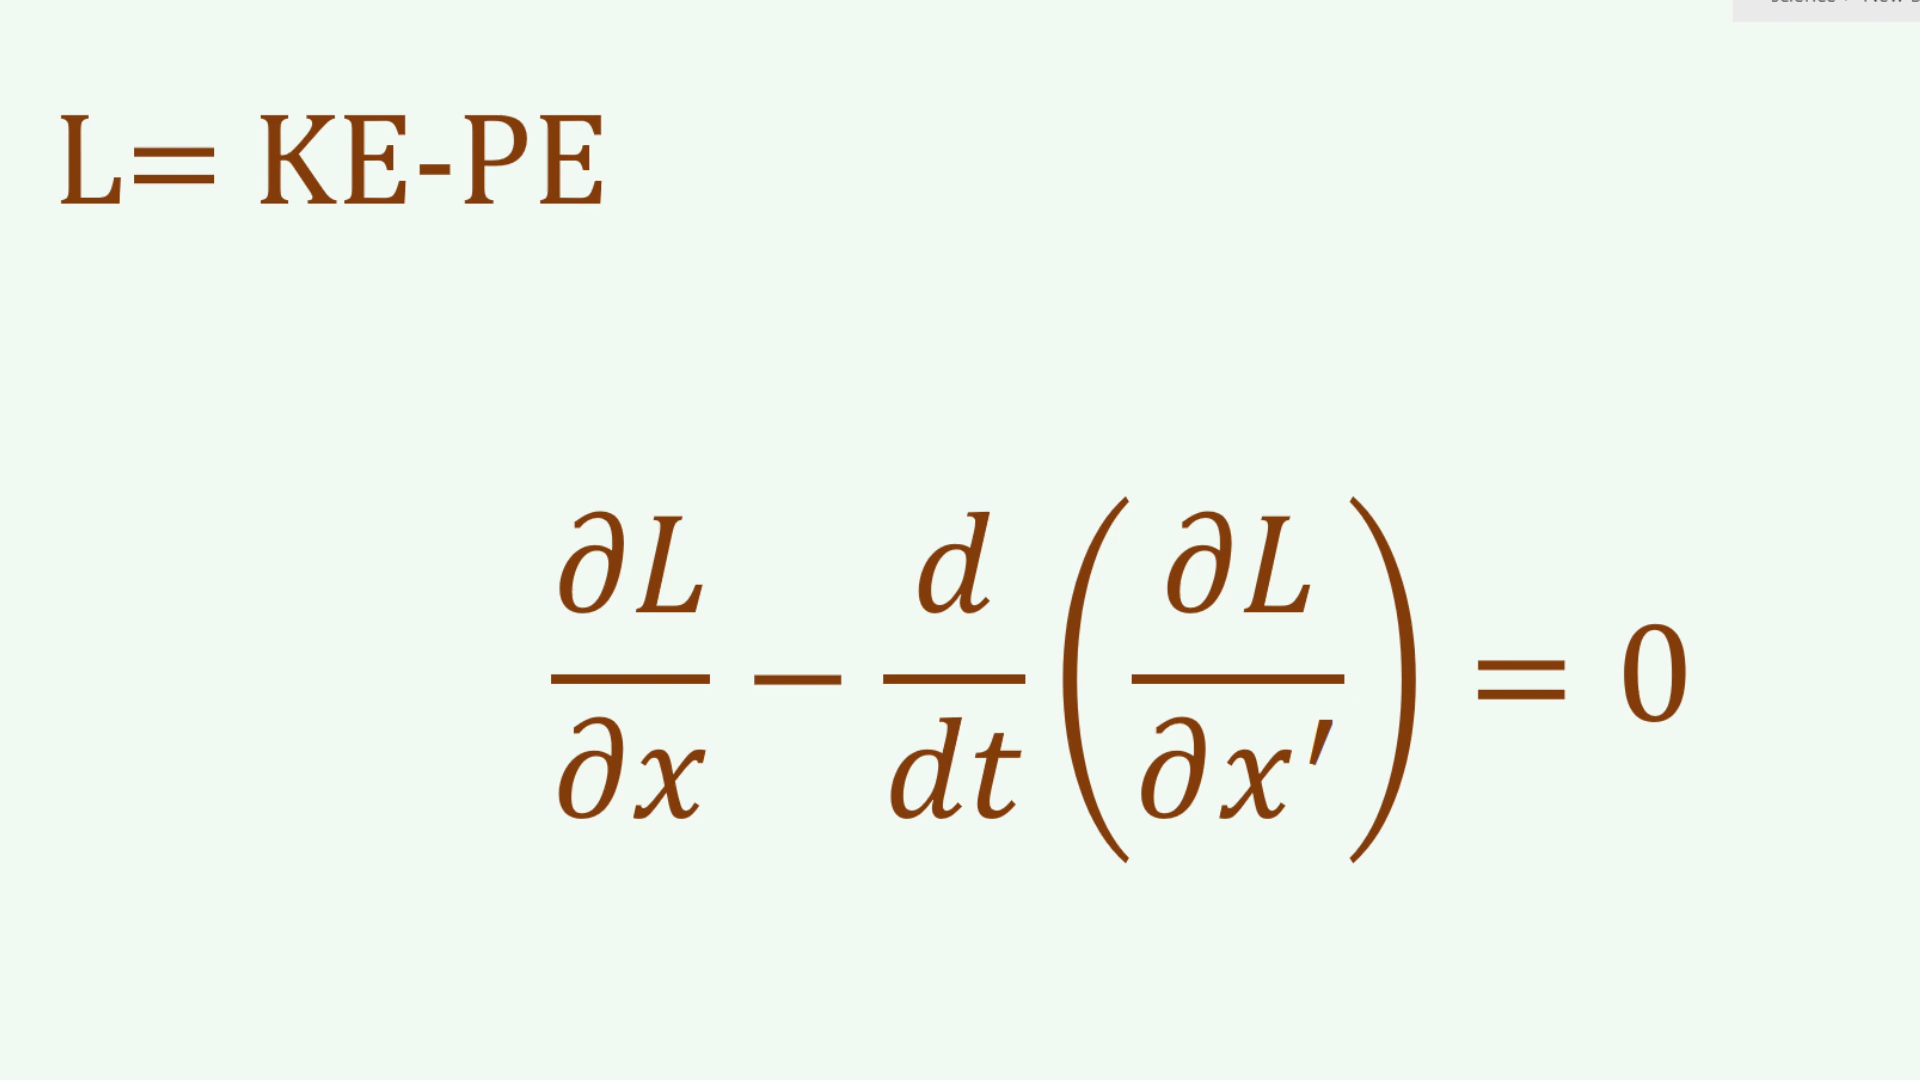 L= KE-PE
∂L/∂x − d/dt (∂L/∂x′) = 0